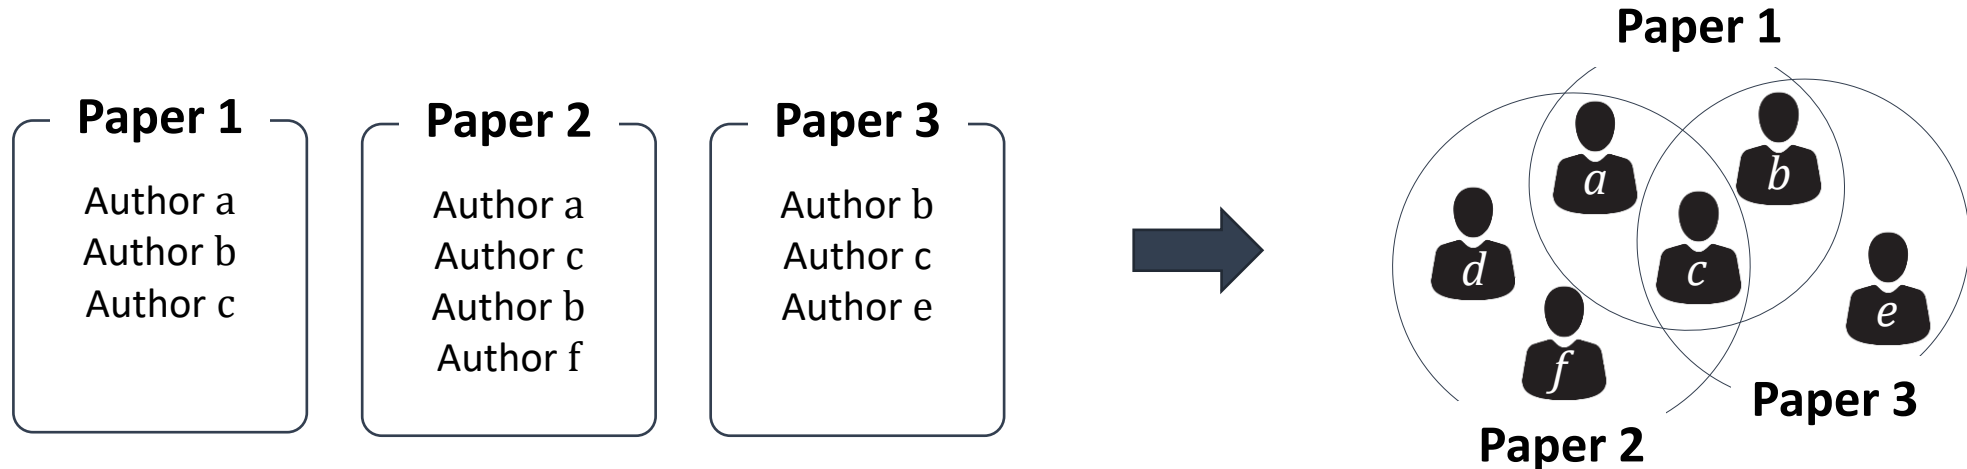 Paper 1
Author a
Author b
Author c
Paper 2
Author a
Author c
Author b
Author f
Paper 3
Author b
Author c
Author e
Paper 1
a
b
d
c
e
f
Paper 3
Paper 2